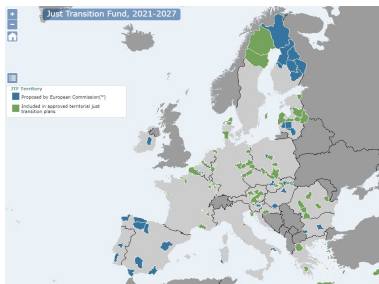 +
Just Transition Fund, 2021-2027
−
JTF Territory
Proposed by European Commission(*)
Included in approved territorial just
transition plans